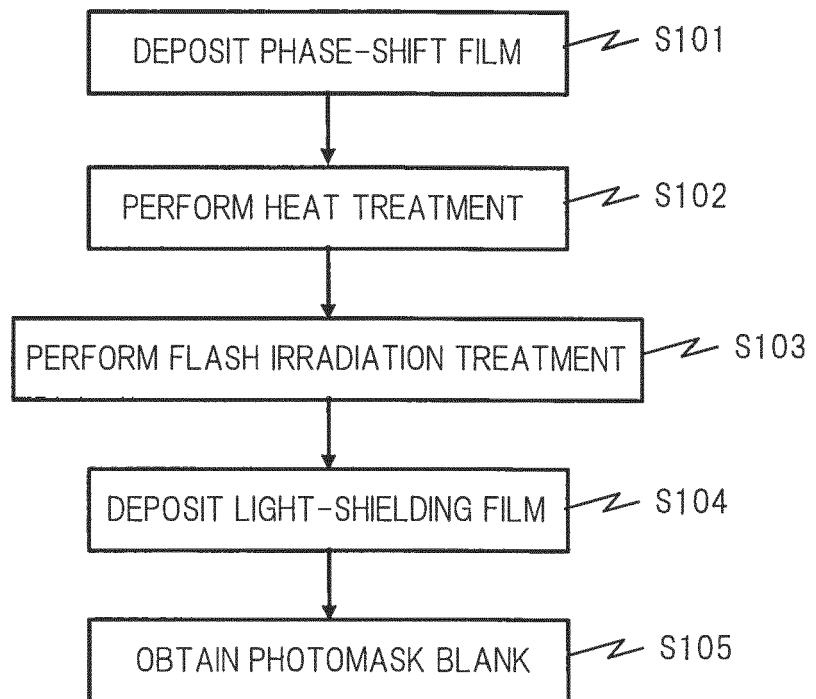 DEPOSIT PHASE-SHIFT FILM S101
PERFORM HEAT TREATMENT S102
PERFORM FLASH IRRADIATION TREATMENT S103
DEPOSIT LIGHT-SHIELDING FILM S104
OBTAIN PHOTOMASK BLANK S105